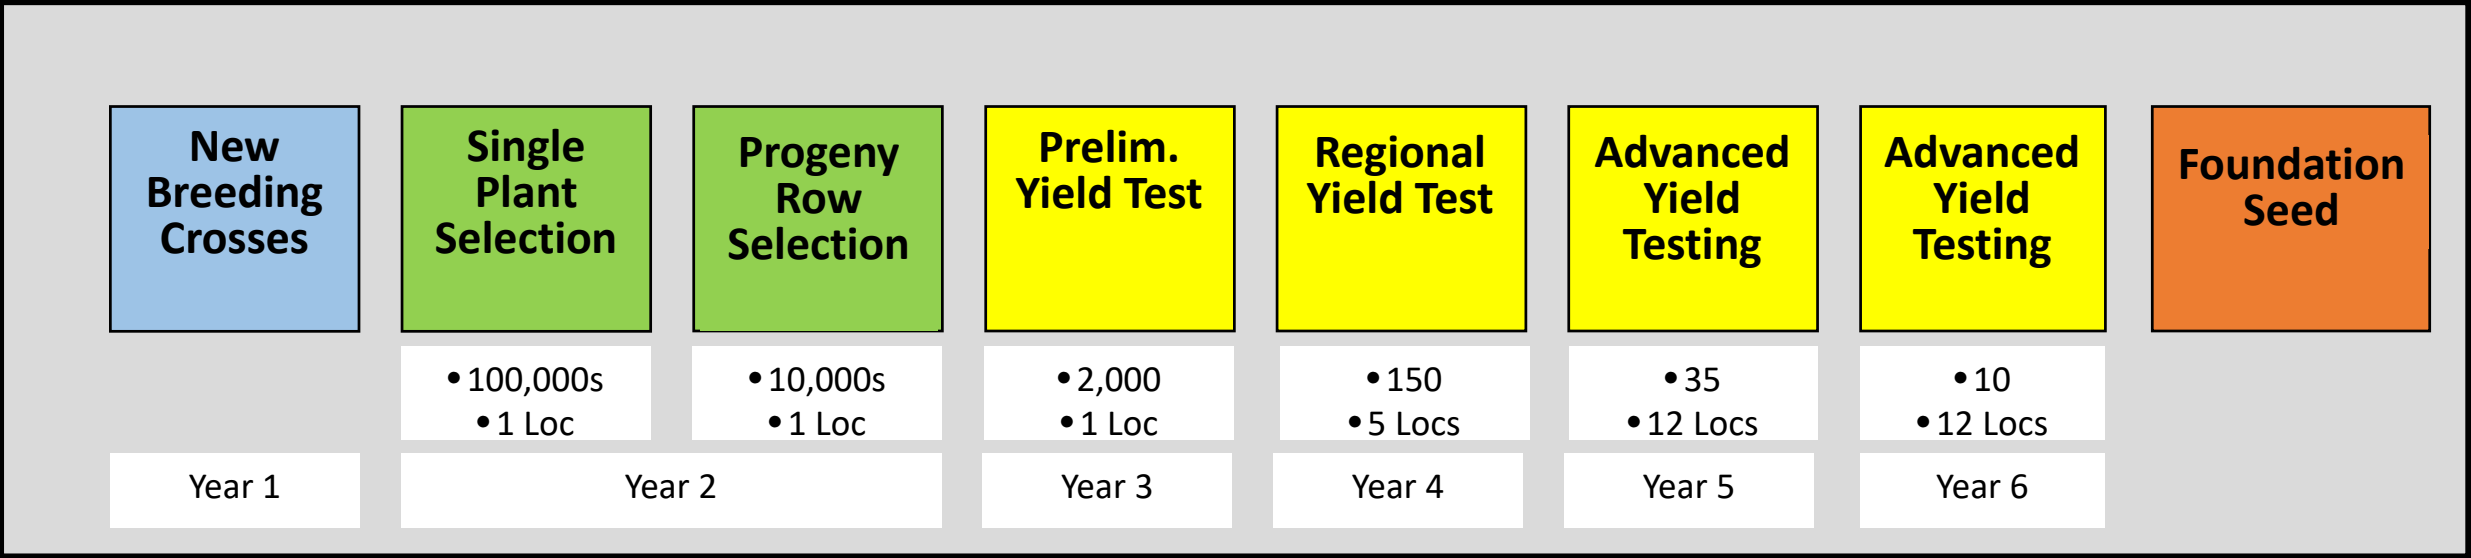 New
Breeding
Crosses
Single
Plant
Selection
Progeny
Row
Selection
Prelim.
Yield Test
Regional
Yield Test
Advanced
Yield
Testing
Advanced
Yield
Testing
Foundation
Seed
•100,000s
•1 Loc
•10,000s
•1 Loc
•2,000
•1 Loc
•150
•5 Locs
•35
•12 Locs
•10
•12 Locs
Year 1
Year 2
Year 3
Year 4
Year 5
Year 6